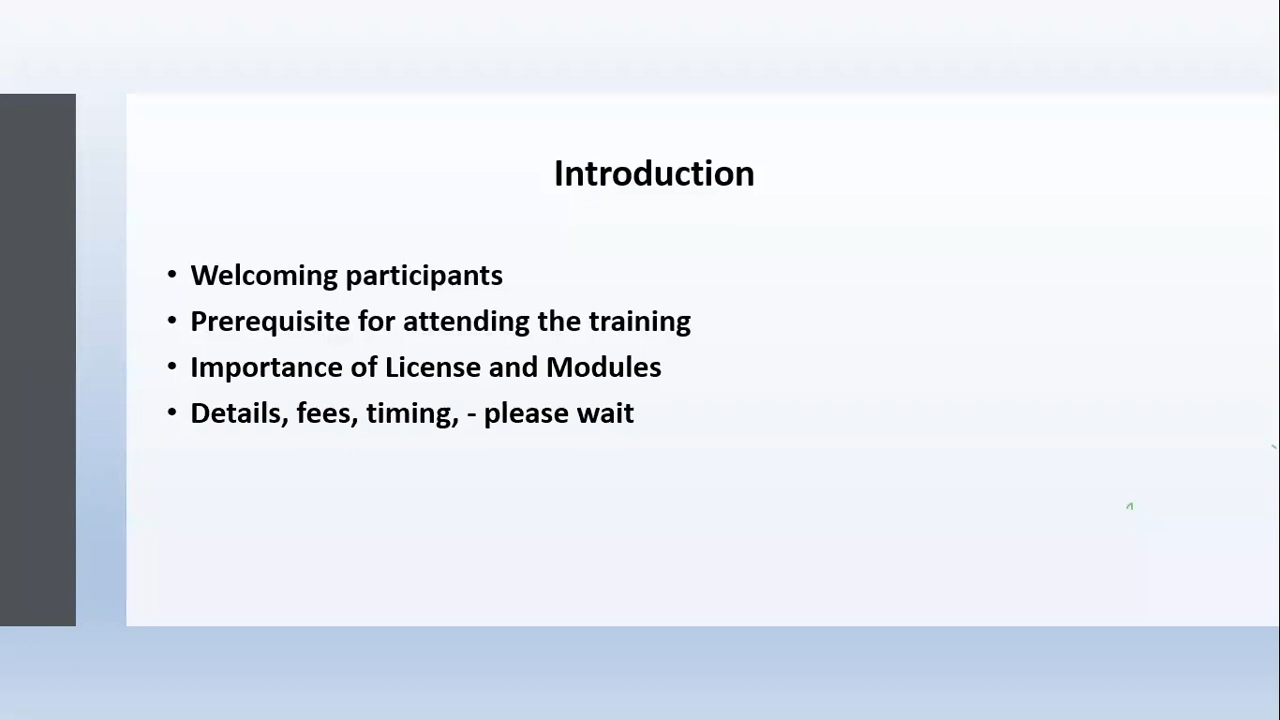 Introduction
• Welcoming participants
• Prerequisite for attending the training
• Importance of License and Modules
• Details, fees, timing, - please wait